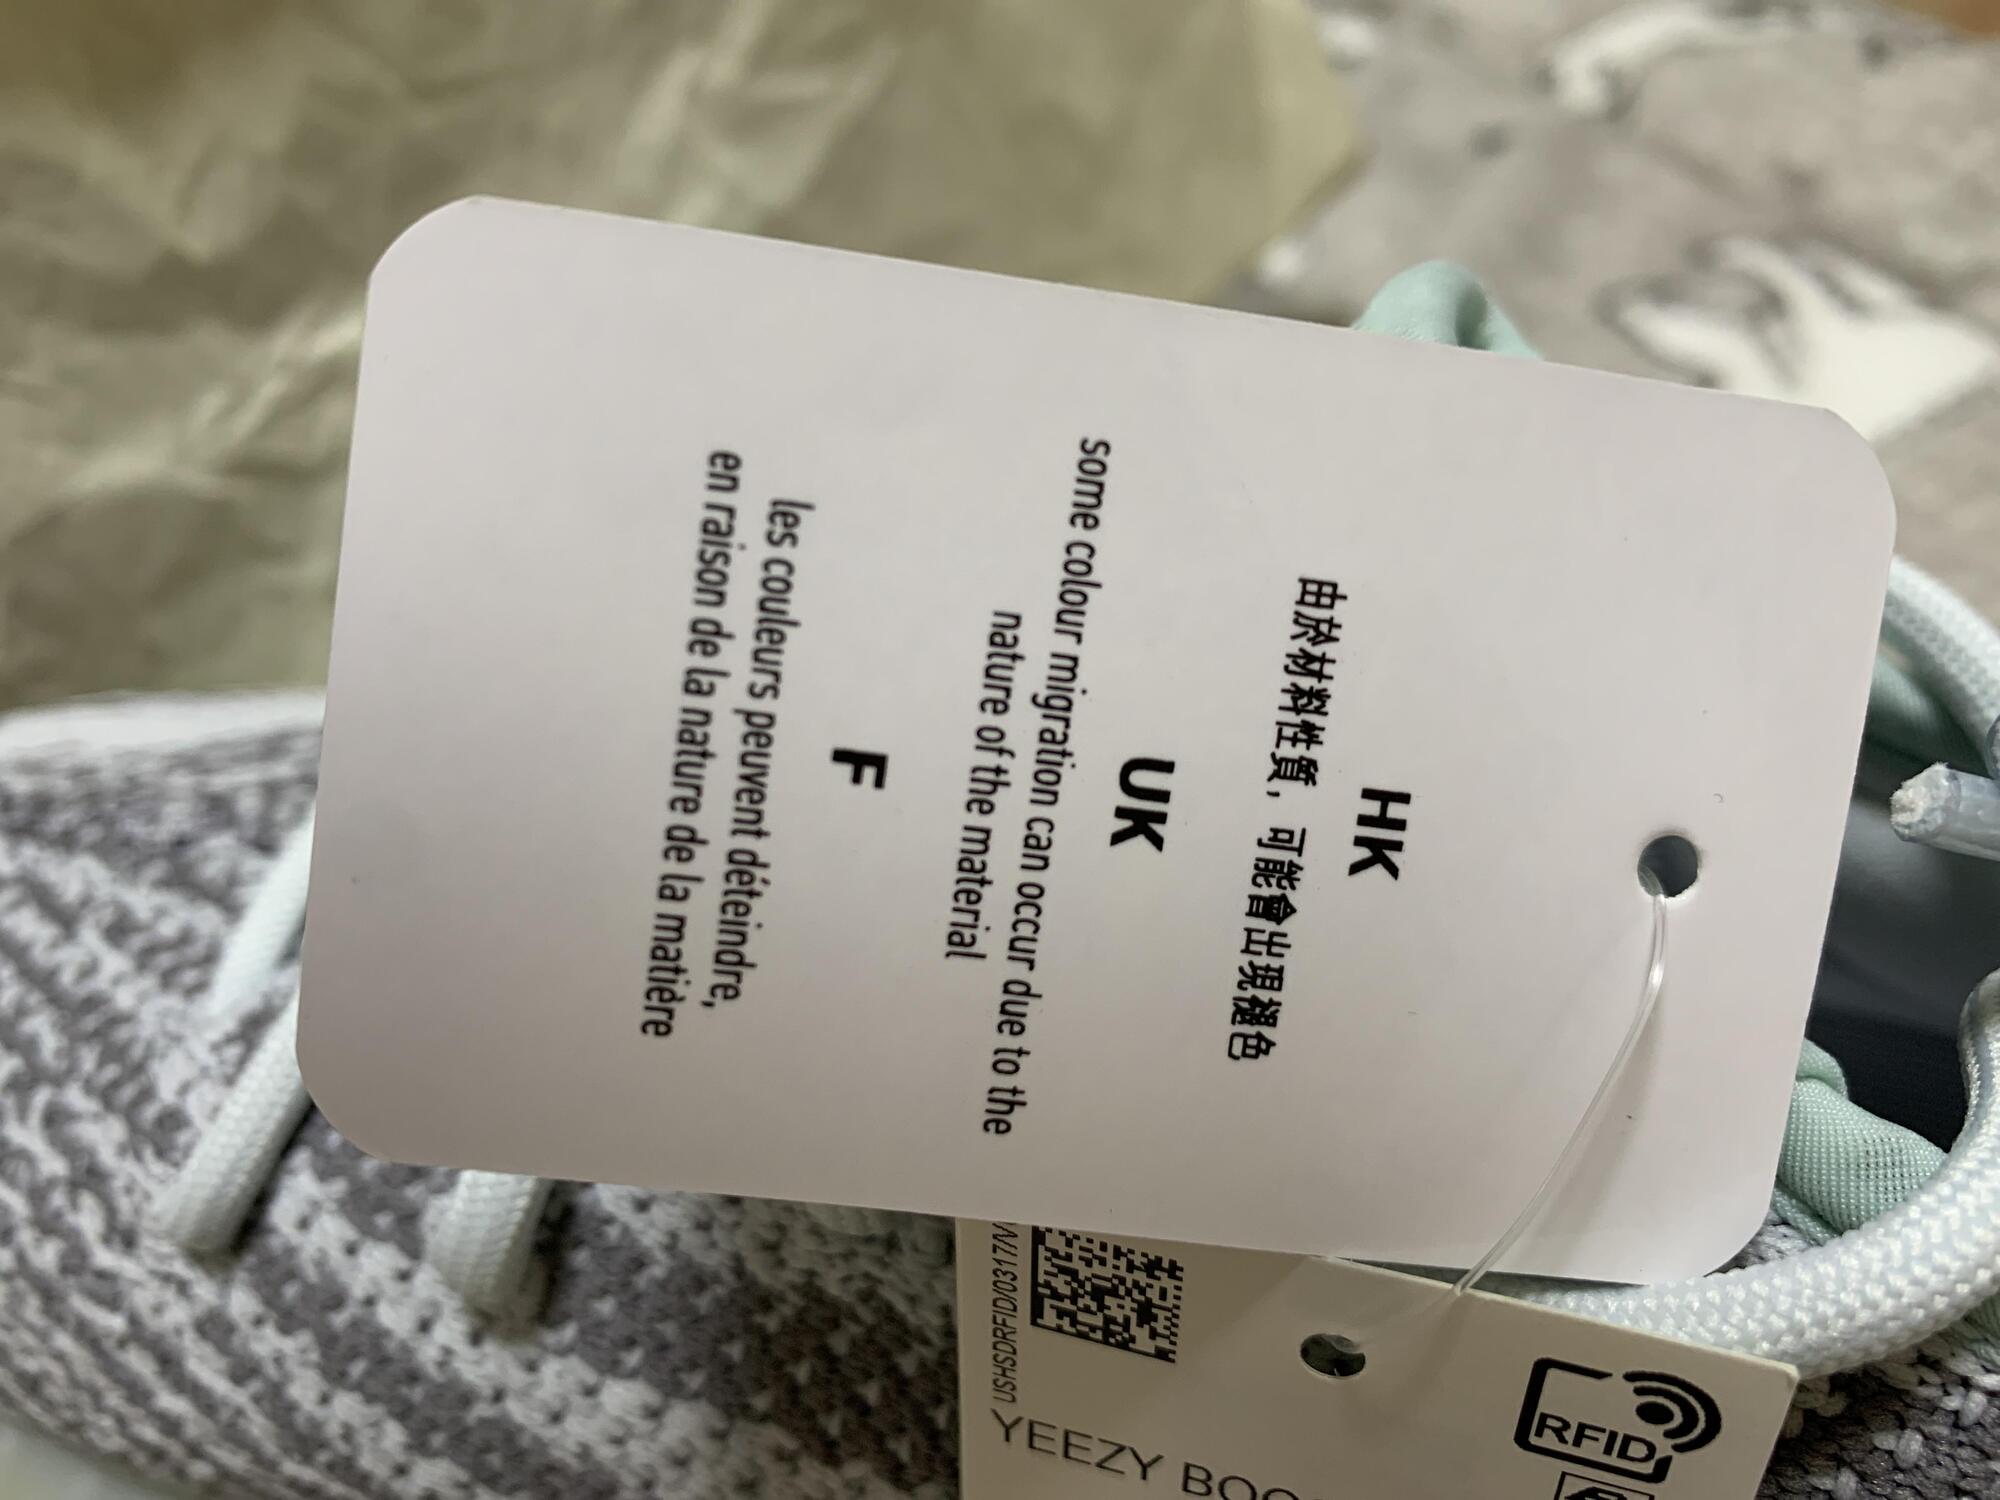 HK
由於材料性質，可能會出現褪色
UK
some colour migration can occur due to the
nature of the material
F
les couleurs peuvent déteindre,
en raison de la nature de la matière
RFID
YEEZY